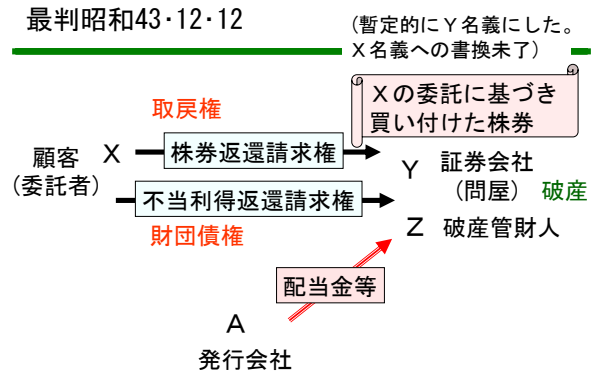 最判昭和43･12･12
(暫定的にＹ名義にした。
Ｘ名義への書換未了)
Ｘの委託に基づき
買い付けた株券
取戻権
顧客
(委託者)
Ｘ
株券返還請求権
Ｙ
証券会社
(問屋)
破産
不当利得返還請求権
財団債権
Ｚ 破産管財人
配当金等
Ａ
発行会社